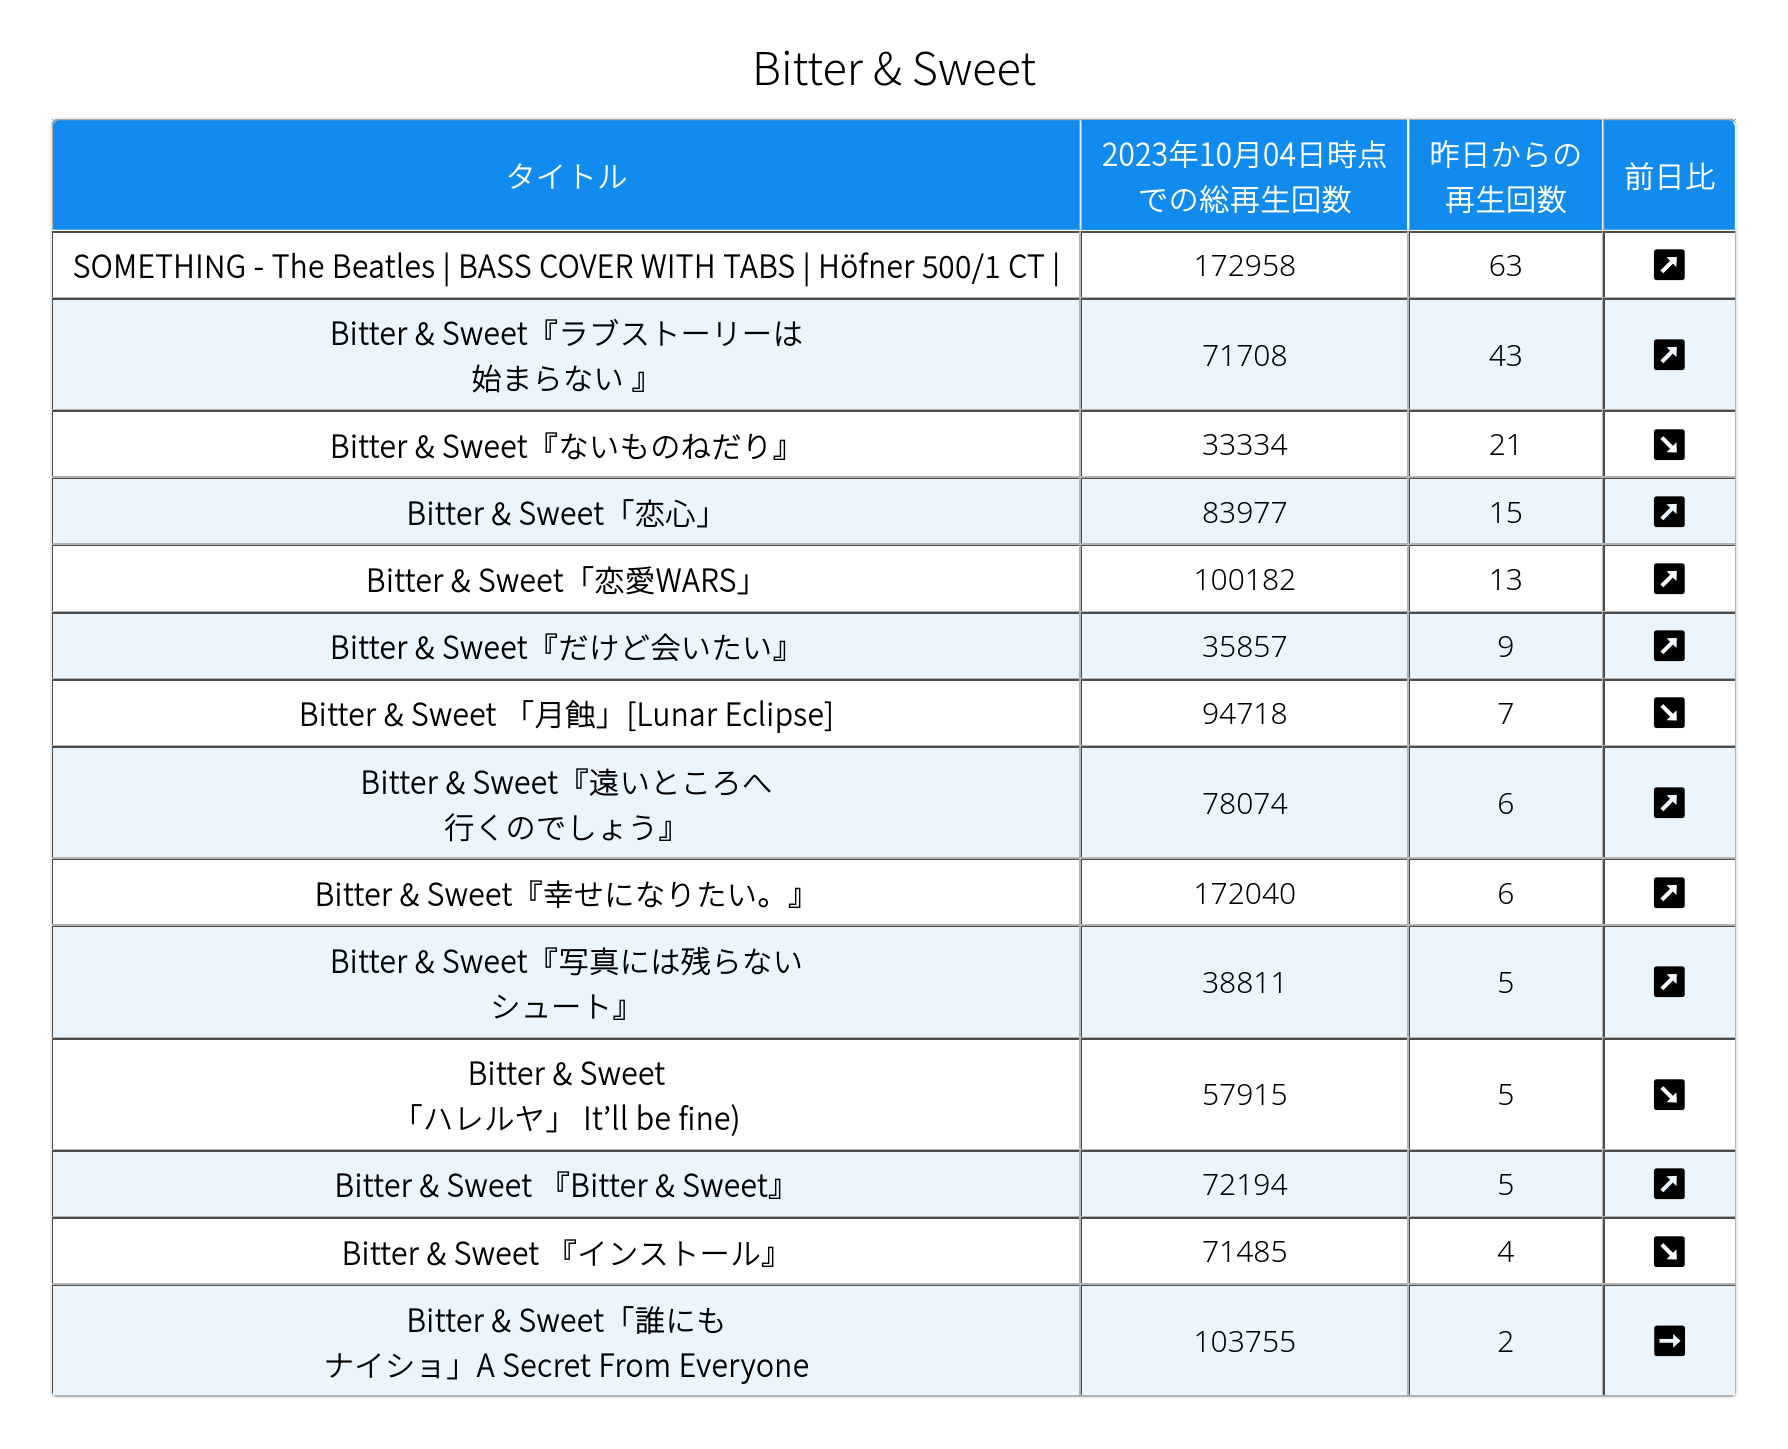 Bitter & Sweet
タイトル
2023年10月04日時点
での総再生回数
昨日からの
再生回数
前日比
SOMETHING - The Beatles | BASS COVER WITH TABS | Höfner 500/1 CT |
172958
63
Bitter & Sweet『ラブストーリーは
始まらない 』
71708
43
Bitter & Sweet『ないものねだり』
33334
21
Bitter & Sweet「恋心」
83977
15
Bitter & Sweet「恋愛WARS」
100182
13
Bitter & Sweet『だけど会いたい』
35857
9
Bitter & Sweet 「月蝕」[Lunar Eclipse]
94718
7
Bitter & Sweet『遠いところへ
行くのでしょう』
78074
6
Bitter & Sweet『幸せになりたい。』
172040
6
Bitter & Sweet『写真には残らない
シュート』
38811
5
Bitter & Sweet
「ハレルヤ」 It’ll be fine)
57915
5
Bitter & Sweet 『Bitter & Sweet』
72194
5
Bitter & Sweet 『インストール』
71485
4
Bitter & Sweet「誰にも
ナイショ」A Secret From Everyone
103755
2